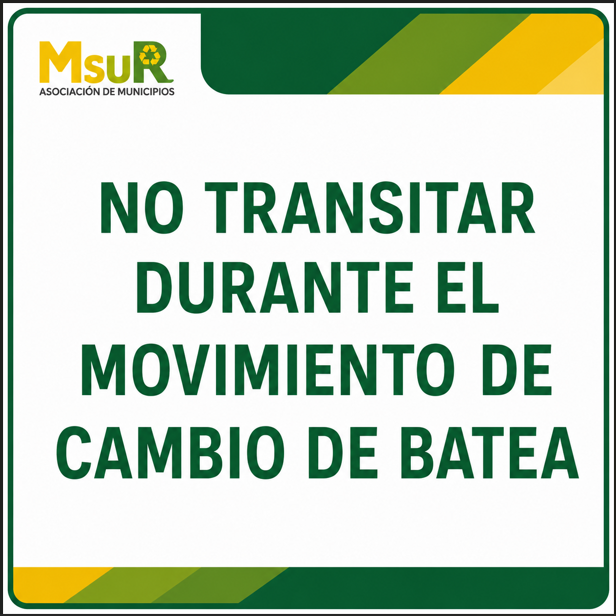 MSUR
ASOCIACIÓN DE MUNICIPIOS
NO TRANSITAR
DURANTE EL
MOVIMIENTO DE
CAMBIO DE BATEA